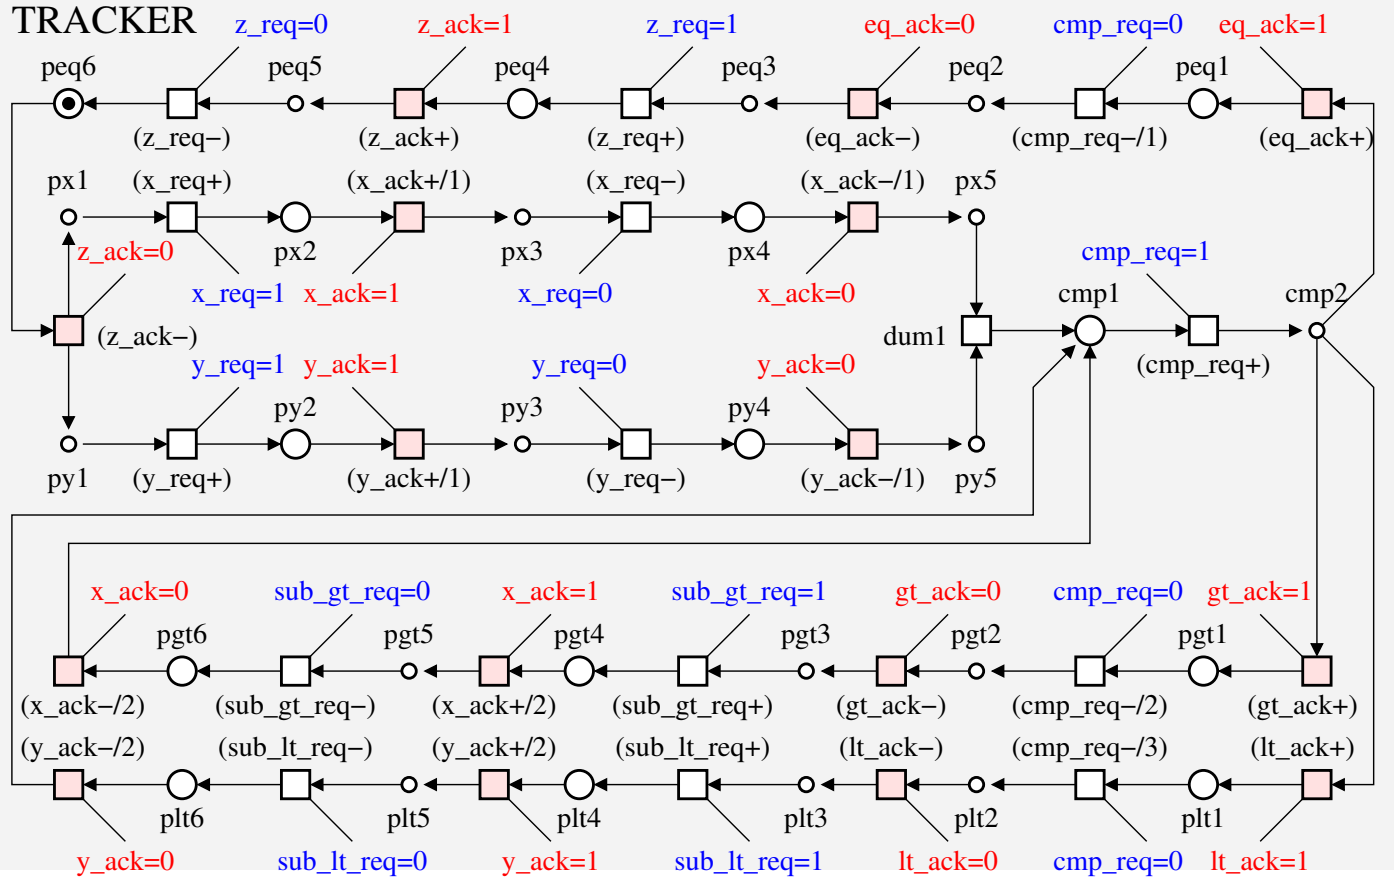 TRACKER z_req=0 z_ack=1 z_req=1 eq_ack=0 cmp_req=0 eq_ack=1
peq6 peq5 peq4 peq3 peq2 peq1
(z_req−) (z_ack+) (z_req+) (eq_ack−) (cmp_req−/1) (eq_ack+)
px1 (x_req+) (x_ack+/1) (x_req−) (x_ack−/1) px5
z_ack=0 px2 px3 px4 cmp_req=1
x_req=1 x_ack=1 x_req=0 x_ack=0 cmp1 cmp2
(z_ack−) dum1
y_req=1 y_ack=1 y_req=0 y_ack=0 (cmp_req+)
py2 py3 py4
py1 (y_req+) (y_ack+/1) (y_req−) (y_ack−/1) py5
x_ack=0 sub_gt_req=0 x_ack=1 sub_gt_req=1 gt_ack=0 cmp_req=0 gt_ack=1
pgt6 pgt5 pgt4 pgt3 pgt2 pgt1
(x_ack−/2) (sub_gt_req−) (x_ack+/2) (sub_gt_req+) (gt_ack−) (cmp_req−/2) (gt_ack+)
(y_ack−/2) (sub_lt_req−) (y_ack+/2) (sub_lt_req+) (lt_ack−) (cmp_req−/3) (lt_ack+)
plt6 plt5 plt4 plt3 plt2 plt1
y_ack=0 sub_lt_req=0 y_ack=1 sub_lt_req=1 lt_ack=0 cmp_req=0 lt_ack=1